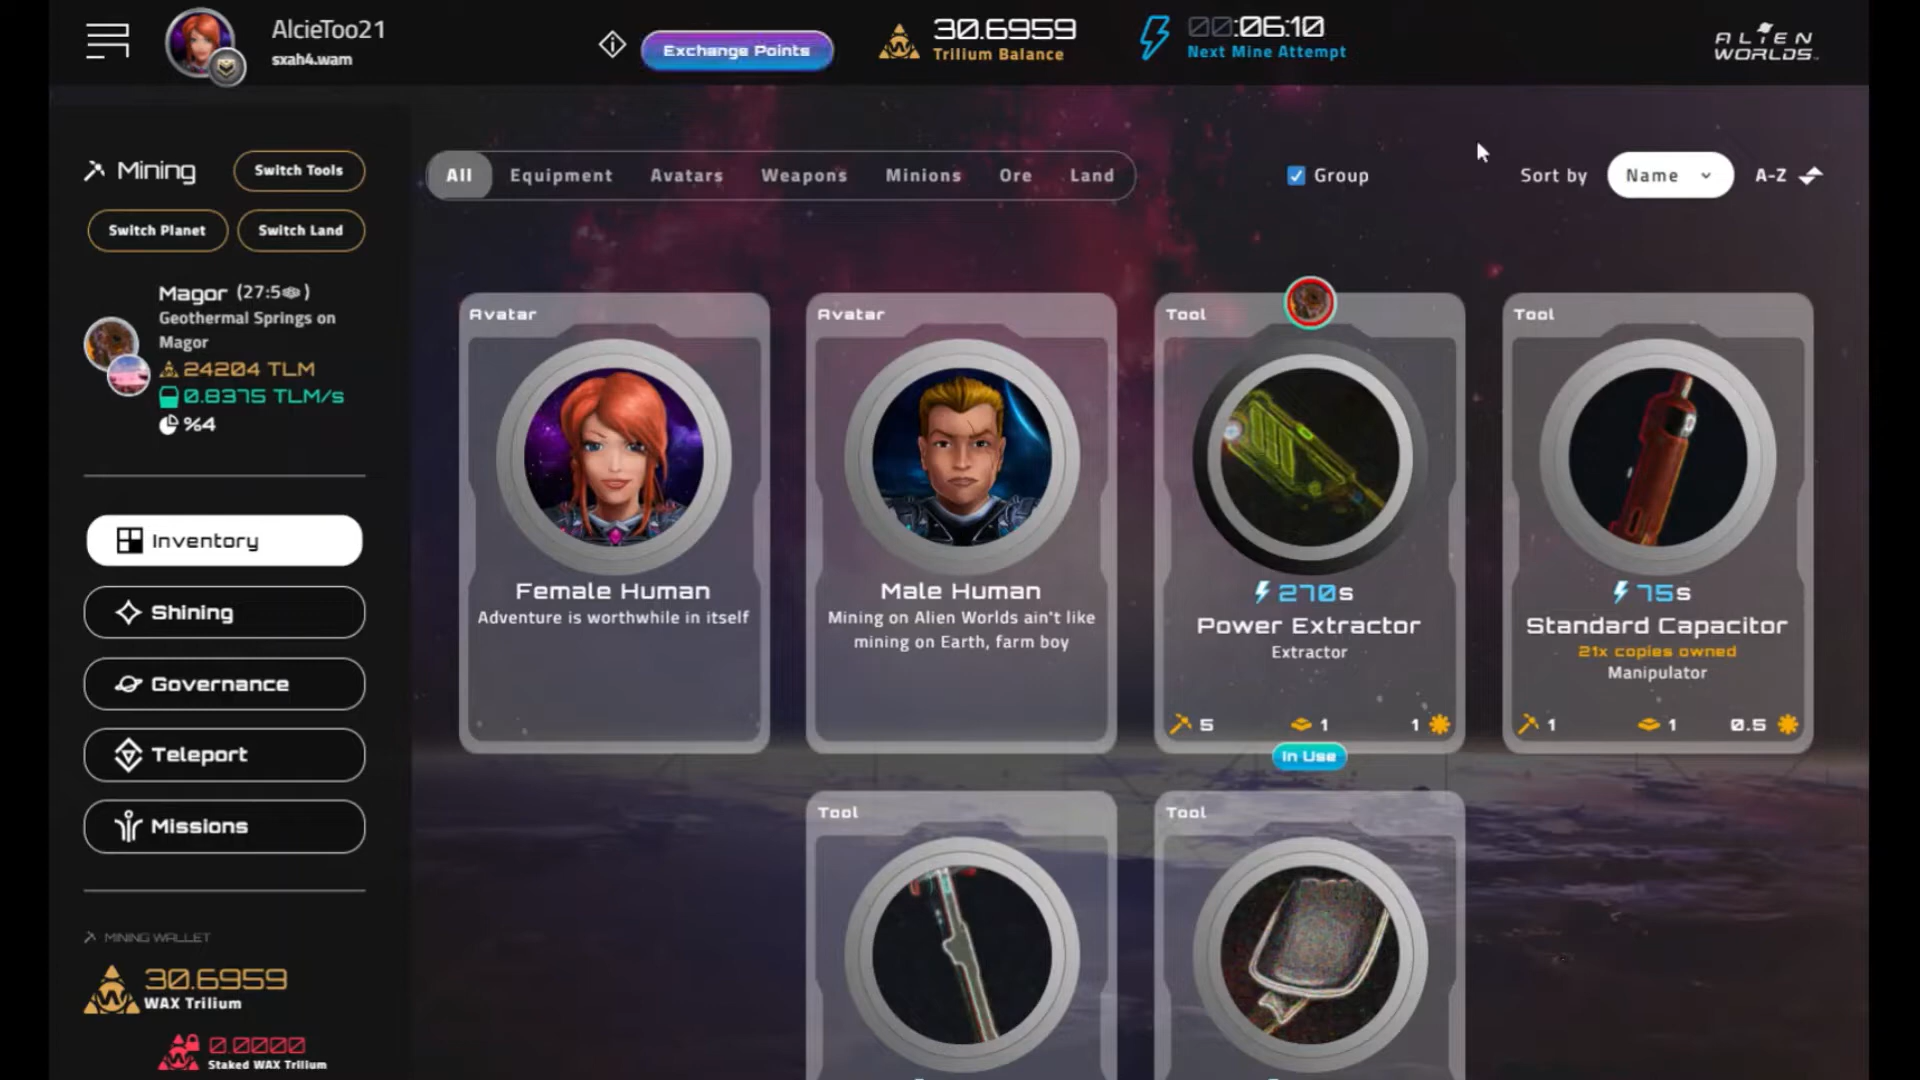 AlcieToo21
sxah4.wam
Exchange Points
30.6959
Trilium Balance
00:06:10
Next Mine Attempt
ALIEN
WORLDS
Mining
Switch Tools
Switch Planet
Switch Land
Magor (27:5)
Geothermal Springs on
Magor
24204 TLM
0.8375 TLM/s
%4
Inventory
Shining
Governance
Teleport
Missions
MINING WALLET
30.6959
WAX Trilium
0.0000
Staked WAX Trilium
All
Equipment
Avatars
Weapons
Minions
Ore
Land
Group
Sort by
Name
A-Z
Avatar
Female Human
Adventure is worthwhile in itself
Avatar
Male Human
Mining on Alien Worlds ain't like
mining on Earth, farm boy
Tool
270s
Power Extractor
Extractor
5
1
1
In Use
Tool
75s
Standard Capacitor
21x copies owned
Manipulator
1
1
0.5
Tool
Tool